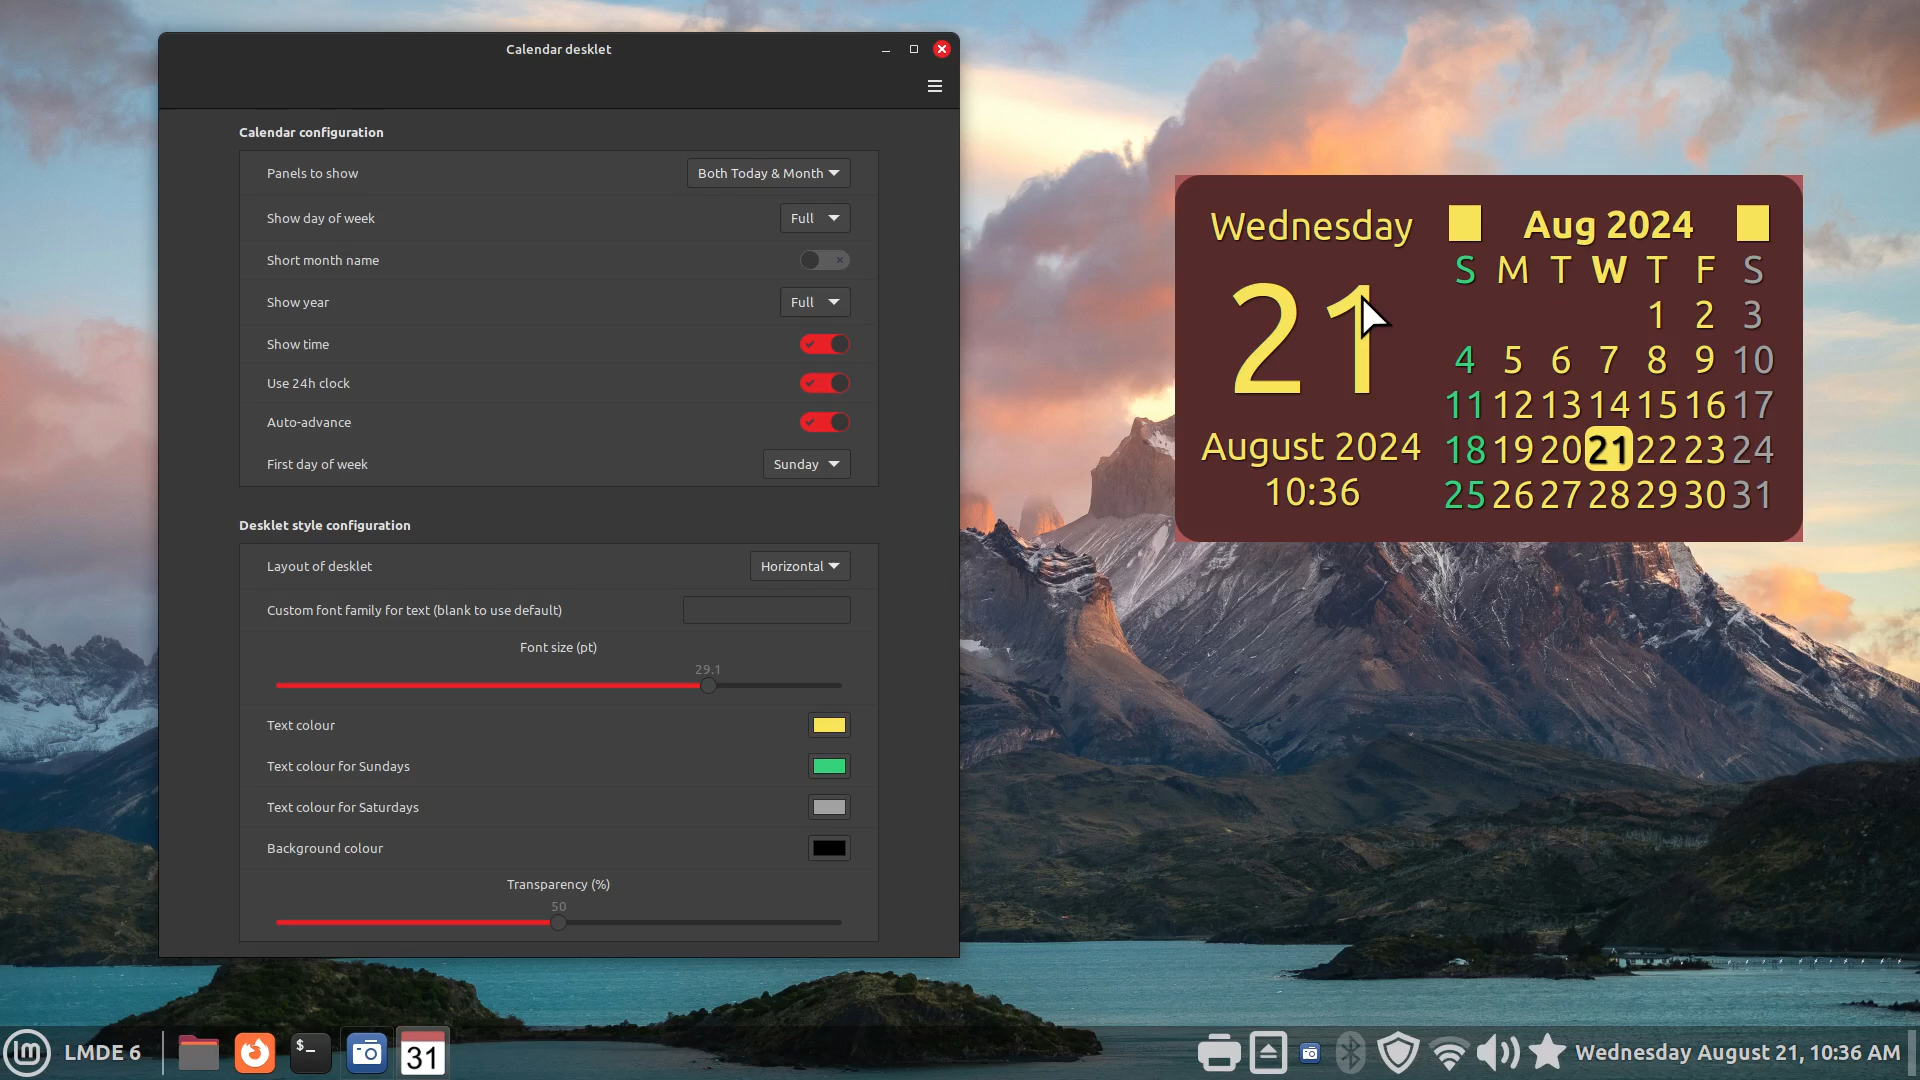 Calendar desklet
Calendar configuration
Panels to show
Both Today & Month
Show day of week
Full
Short month name
Show year
Full
Show time
Use 24h clock
Auto-advance
First day of week
Sunday
Desklet style configuration
Layout of desklet
Horizontal
Custom font family for text (blank to use default)
Font size (pt)
29.1
Text colour
Text colour for Sundays
Text colour for Saturdays
Background colour
Transparency (%)
50
Wednesday
21
August 2024
10:36
Aug 2024
S M T W T F S
1 2 3
4 5 6 7 8 9 10
11 12 13 14 15 16 17
18 19 20 21 22 23 24
25 26 27 28 29 30 31
LMDE 6
$ _
31
Wednesday August 21, 10:36 AM